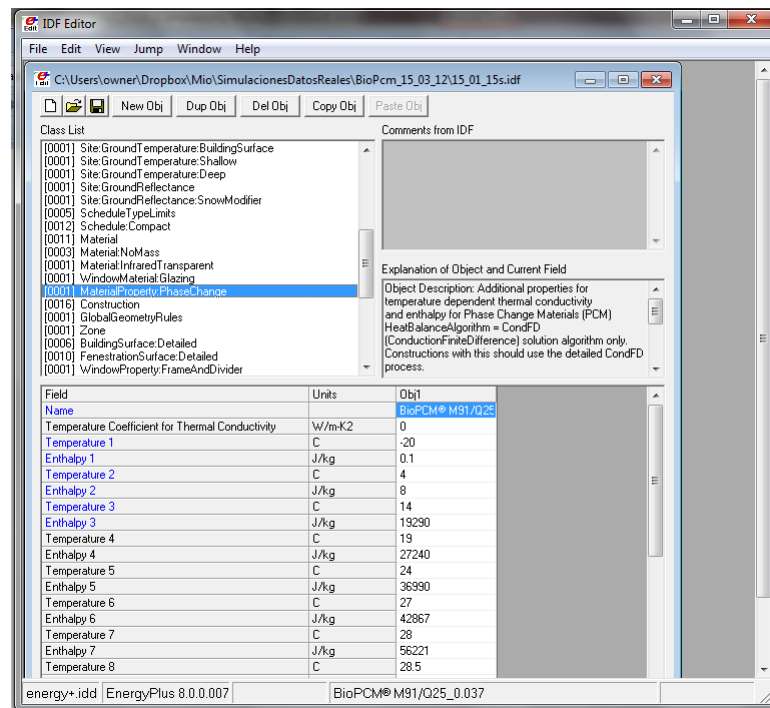 IDF Editor
File Edit View Jump Window Help
C:\Users\owner\Dropbox\Mio\SimulacionesDatosReales\BioPcm_15_03_12\15_01_15s.idf
New Obj Dup Obj Del Obj Copy Obj Paste Obj
Class List
Comments from IDF
[0001] Site:GroundTemperature:BuildingSurface
[0001] Site:GroundTemperature:Shallow
[0001] Site:GroundTemperature:Deep
[0001] Site:GroundReflectance
[0001] Site:GroundReflectance:SnowModifier
[0005] ScheduleTypeLimits
[0012] Schedule:Compact
[0011] Material
[0003] Material:NoMass
[0001] Material:InfraredTransparent
[0001] WindowMaterial:Glazing
[0001] MaterialProperty:PhaseChange
[0016] Construction
[0001] GlobalGeometryRules
[0001] Zone
[0006] BuildingSurface:Detailed
[0010] FenestrationSurface:Detailed
[0001] WindowProperty:FrameAndDivider
Explanation of Object and Current Field
Object Description: Additional properties for
temperature dependent thermal conductivity
and enthalpy for Phase Change Materials (PCM)
HeatBalanceAlgorithm = CondFD
(ConductionFiniteDifference) solution algorithm only.
Constructions with this should use the detailed CondFD
process.
Field Units Obj1
Name BioPCM® M91/Q25
Temperature Coefficient for Thermal Conductivity W/m-K2 0
Temperature 1 C -20
Enthalpy 1 J/kg 0.1
Temperature 2 C 4
Enthalpy 2 J/kg 8
Temperature 3 C 14
Enthalpy 3 J/kg 19290
Temperature 4 C 19
Enthalpy 4 J/kg 27240
Temperature 5 C 24
Enthalpy 5 J/kg 36990
Temperature 6 C 27
Enthalpy 6 J/kg 42867
Temperature 7 C 28
Enthalpy 7 J/kg 56221
Temperature 8 C 28.5
energy+.idd EnergyPlus 8.0.0.007 BioPCM® M91/Q25_0.037